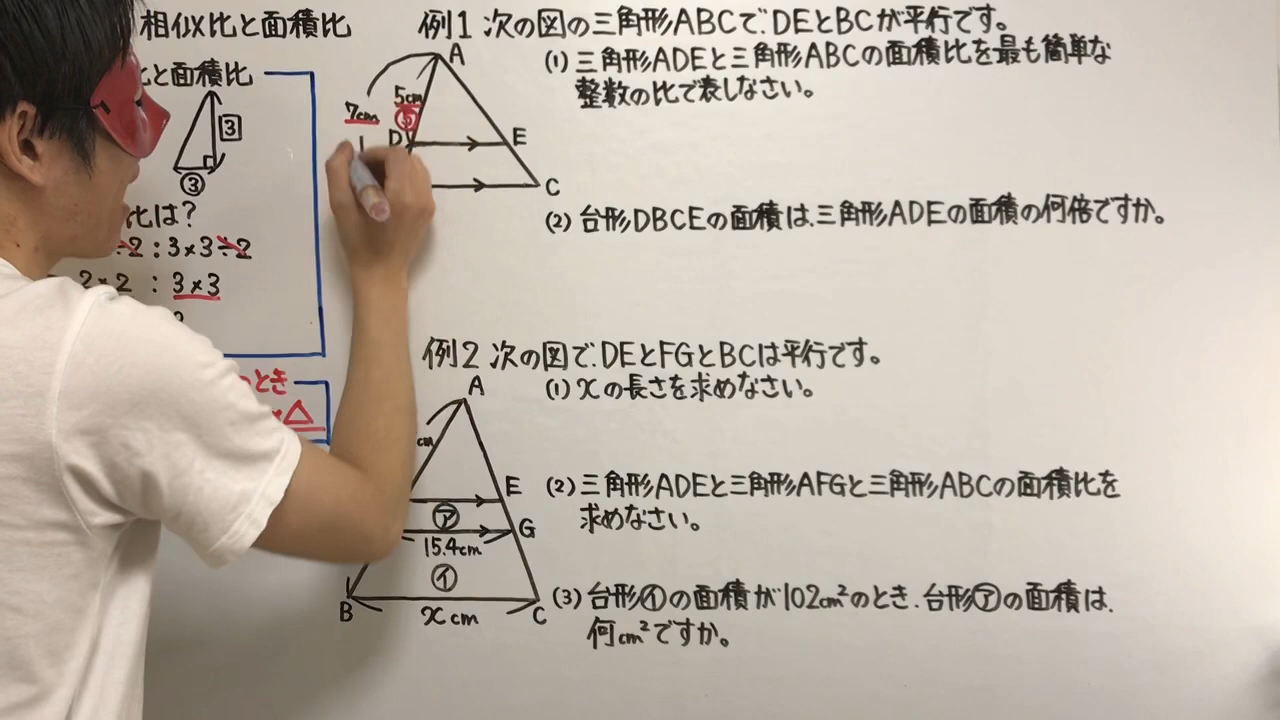 相似比と面積比
比と面積比
3
③
比は?
÷2:3×3÷2
2×2:3×3
のとき
×△
例1 次の図の三角形ABCで、DEとBCが平行です。
(1) 三角形ADEと三角形ABCの面積比を最も簡単な
整数の比で表しなさい。
(2) 台形DBCEの面積は、三角形ADEの面積の何倍ですか。
A
7cm
5cm
⑤
D
E
C
例2 次の図で、DEとFGとBCは平行です。
(1) xの長さを求めなさい。
(2) 三角形ADEと三角形AFGと三角形ABCの面積比を
求めなさい。
(3) 台形㋑の面積が102cm²のとき、台形㋐の面積は、
何cm²ですか。
A
cm
E
㋐
G
15.4cm
㋑
B
xcm
C